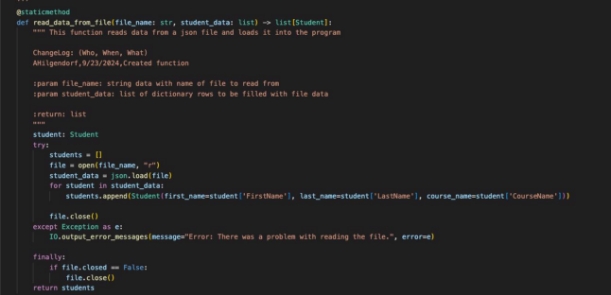 @staticmethod
def read_data_from_file(file_name: str, student_data: list) -> list[Student]:
""" This function reads data from a json file and loads it into the program
ChangeLog: (Who, When, What)
AHilgendorf,9/23/2024,Created function
:param file_name: string data with name of file to read from
:param student_data: list of dictionary rows to be filled with file data
:return: list
"""
student: Student
try:
students = []
file = open(file_name, "r")
student_data = json.load(file)
for student in student_data:
students.append(Student(first_name=student['FirstName'], last_name=student['LastName'], course_name=student['CourseName']))
file.close()
except Exception as e:
IO.output_error_messages(message="Error: There was a problem with reading the file.", error=e)
finally:
if file.closed == False:
file.close()
return students